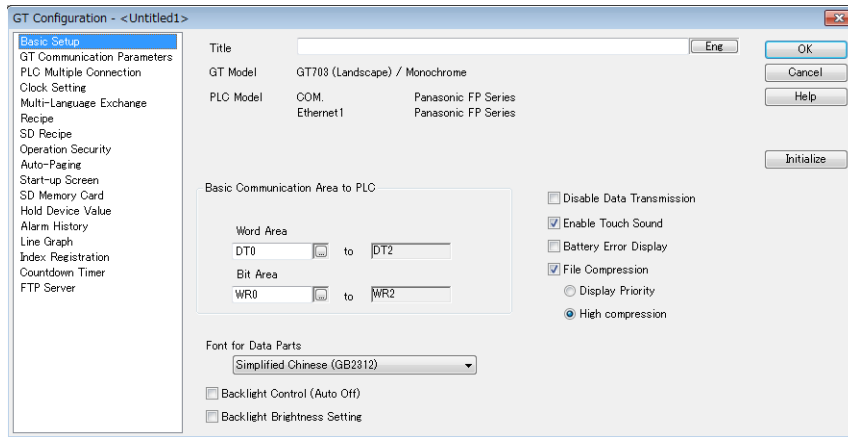 GT Configuration - <Untitled1>
Basic Setup
GT Communication Parameters
PLC Multiple Connection
Clock Setting
Multi-Language Exchange
Recipe
SD Recipe
Operation Security
Auto-Paging
Start-up Screen
SD Memory Card
Hold Device Value
Alarm History
Line Graph
Index Registration
Countdown Timer
FTP Server
Title
Eng
GT Model GT703 (Landscape) / Monochrome
PLC Model COM. Panasonic FP Series
Ethernet1 Panasonic FP Series
Basic Communication Area to PLC
Word Area
DT0 ... to DT2
Bit Area
WR0 ... to WR2
Font for Data Parts
Simplified Chinese (GB2312)
Backlight Control (Auto Off)
Backlight Brightness Setting
Disable Data Transmission
Enable Touch Sound
Battery Error Display
File Compression
Display Priority
High compression
OK
Cancel
Help
Initialize